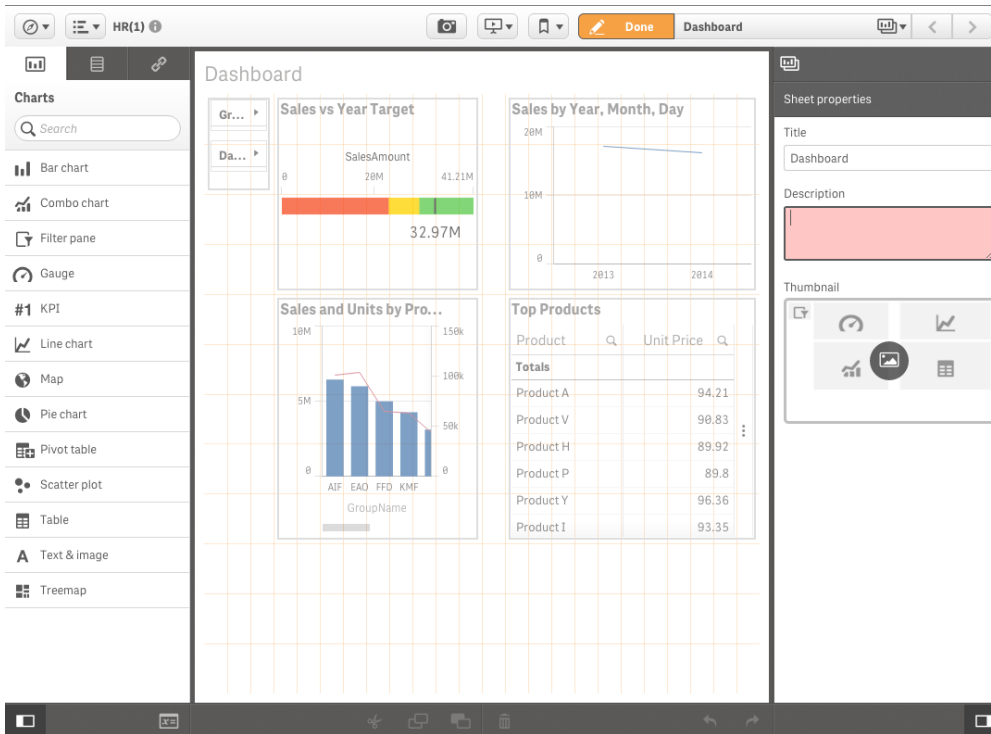 HR(1)
Done
Dashboard
Charts
Search
Bar chart
Combo chart
Filter pane
Gauge
#1 KPI
Line chart
Map
Pie chart
Pivot table
Scatter plot
Table
A Text & image
Treemap
x=
Dashboard
Gr...
Da...
Sales vs Year Target
SalesAmount
0 20M 41.21M
32.97M
Sales by Year, Month, Day
20M
10M
0
2013 2014
Sales and Units by Pro...
10M 150k
100k
5M
50k
0 0
AIF EAO FFD KMF
GroupName
Top Products
Product Unit Price
Totals
Product A 94.21
Product V 90.83
Product H 89.92
Product P 89.8
Product Y 96.36
Product I 93.35
Sheet properties
Title
Dashboard
Description
Thumbnail